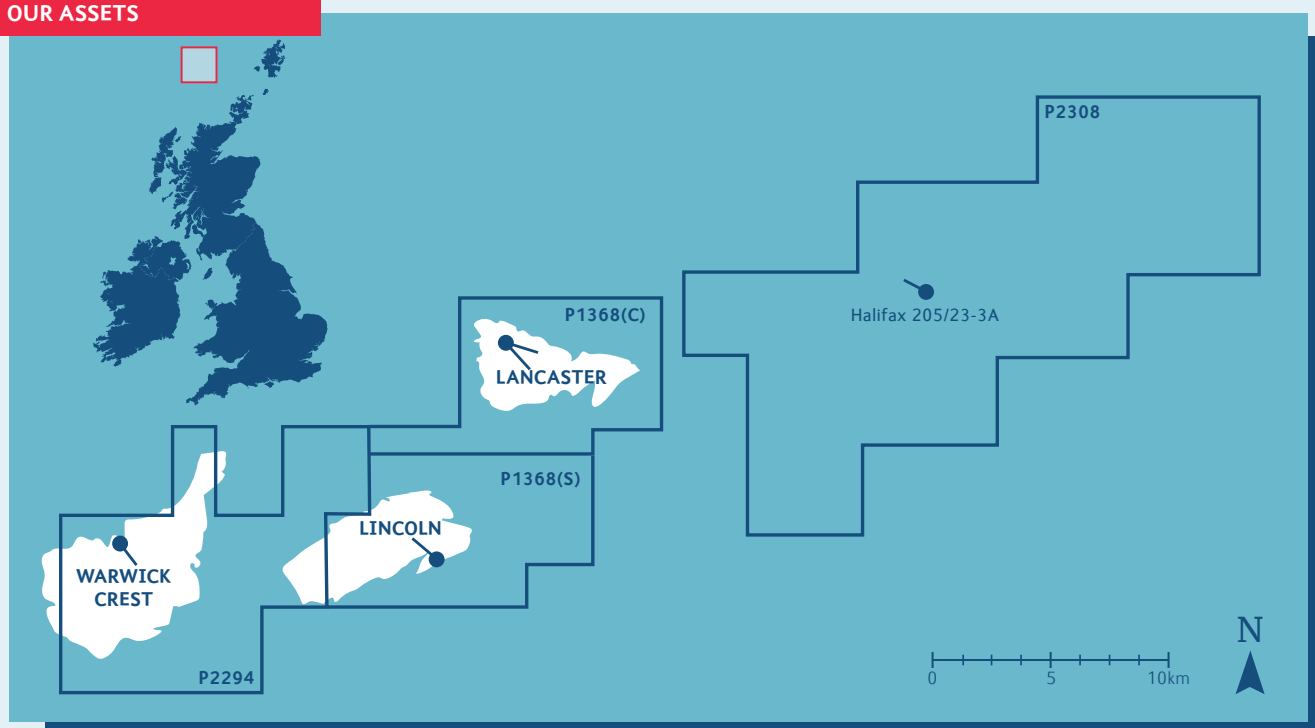 OUR ASSETS
P2308
Halifax 205/23-3A
P1368(C)
LANCASTER
P1368(S)
LINCOLN
WARWICK
CREST
P2294
N
0 5 10km